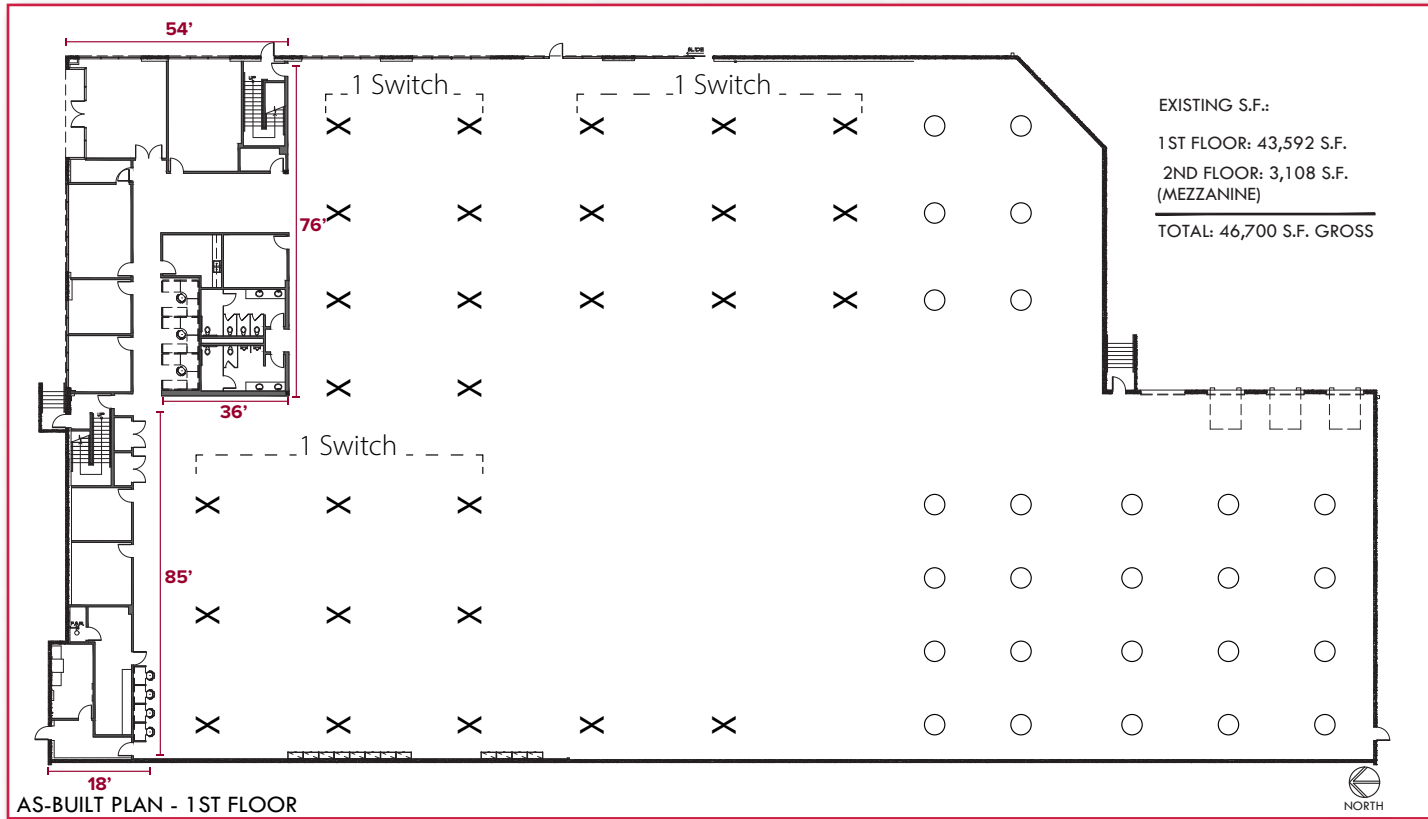 54'
1 Switch
1 Switch
EXISTING S.F.:
1ST FLOOR: 43,592 S.F.
2ND FLOOR: 3,108 S.F.
(MEZZANINE)
TOTAL: 46,700 S.F. GROSS
76'
36'
1 Switch
85'
18'
AS-BUILT PLAN - 1ST FLOOR
NORTH